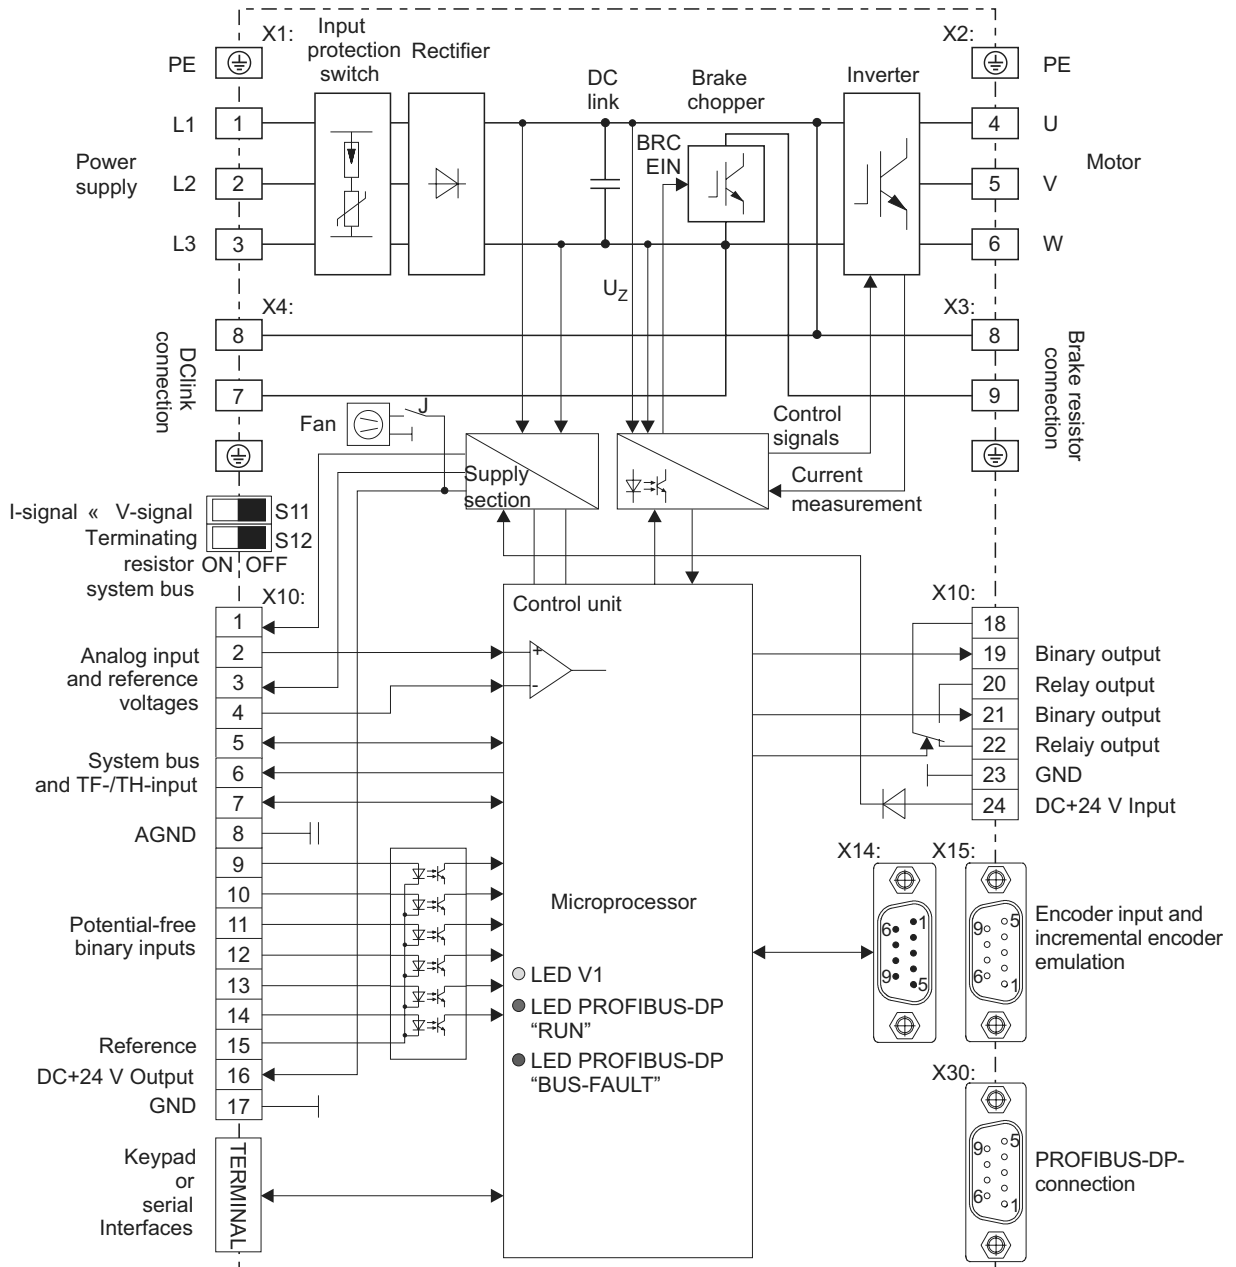 X1:
Input
protection
switch
Rectifier
X2:
PE
PE
DC
link
Brake
chopper
Inverter
L1
1
4
U
BRC
EIN
Power
supply
L2
2
5
V
Motor
L3
3
6
W
UZ
X4:
X3:
8
8
DClink
connection
7
9
Brake resistor
connection
Fan
J
Control
signals
Supply
section
Current
measurement
I-signal « V-signal
S11
Terminating
resistor
system bus
S12
ON OFF
X10:
Control unit
X10:
1
18
2
+
19
Binary output
Analog input
and reference
voltages
3
-
20
Relay output
4
21
Binary output
5
22
Relaiy output
System bus
and TF-/TH-input
6
23
GND
7
24
DC+24 V Input
AGND
8
X14:
X15:
9
10
Potential-free
binary inputs
11
12
13
14
Microprocessor
6
1
9
5
9
5
6
1
Encoder input and
incremental encoder
emulation
LED V1
LED PROFIBUS-DP
“RUN”
LED PROFIBUS-DP
“BUS-FAULT”
Reference
15
DC+24 V Output
16
GND
17
X30:
9
5
6
1
PROFIBUS-DP-
connection
Keypad
or
serial
Interfaces
TERMINAL